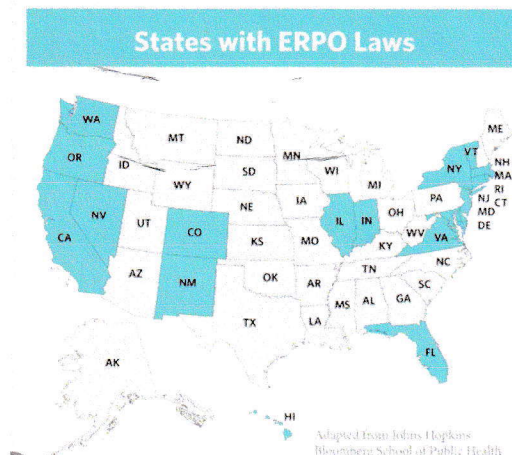 States with ERPO Laws
WA
ME
MT
ND
VT
OR
MN
NH
ID
NY
MA
SD
WI
RI
WY
MI
CT
PA
NJ
IA
NE
MD
OH
NV
IL
IN
DE
UT
WV
CO
VA
CA
KS
MO
KY
NC
TN
OK
AZ
NM
AR
SC
MS
AL
GA
TX
LA
FL
AK
HI
Adapted from Johns Hopkins
Bloomberg School of Public Health